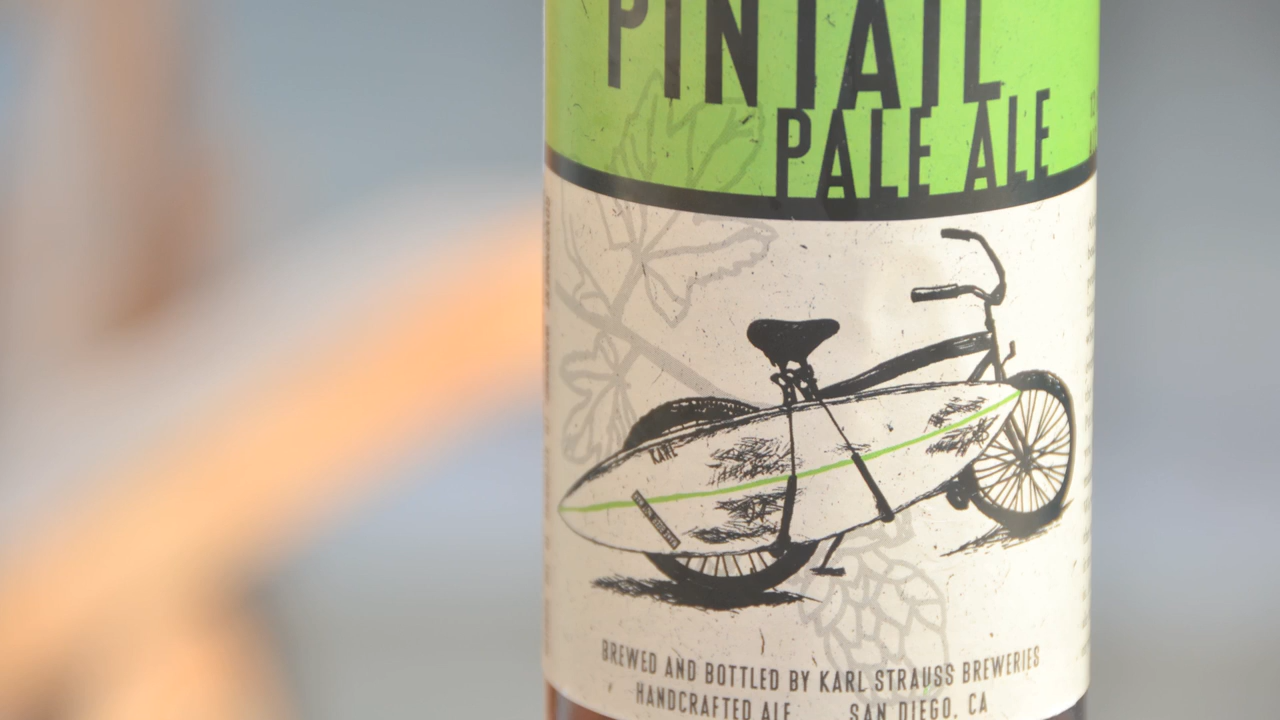 PINTAIL
PALE ALE
KARL
BREWED AND BOTTLED BY KARL STRAUSS BREWERIES
HANDCRAFTED ALE SAN DIEGO, CA